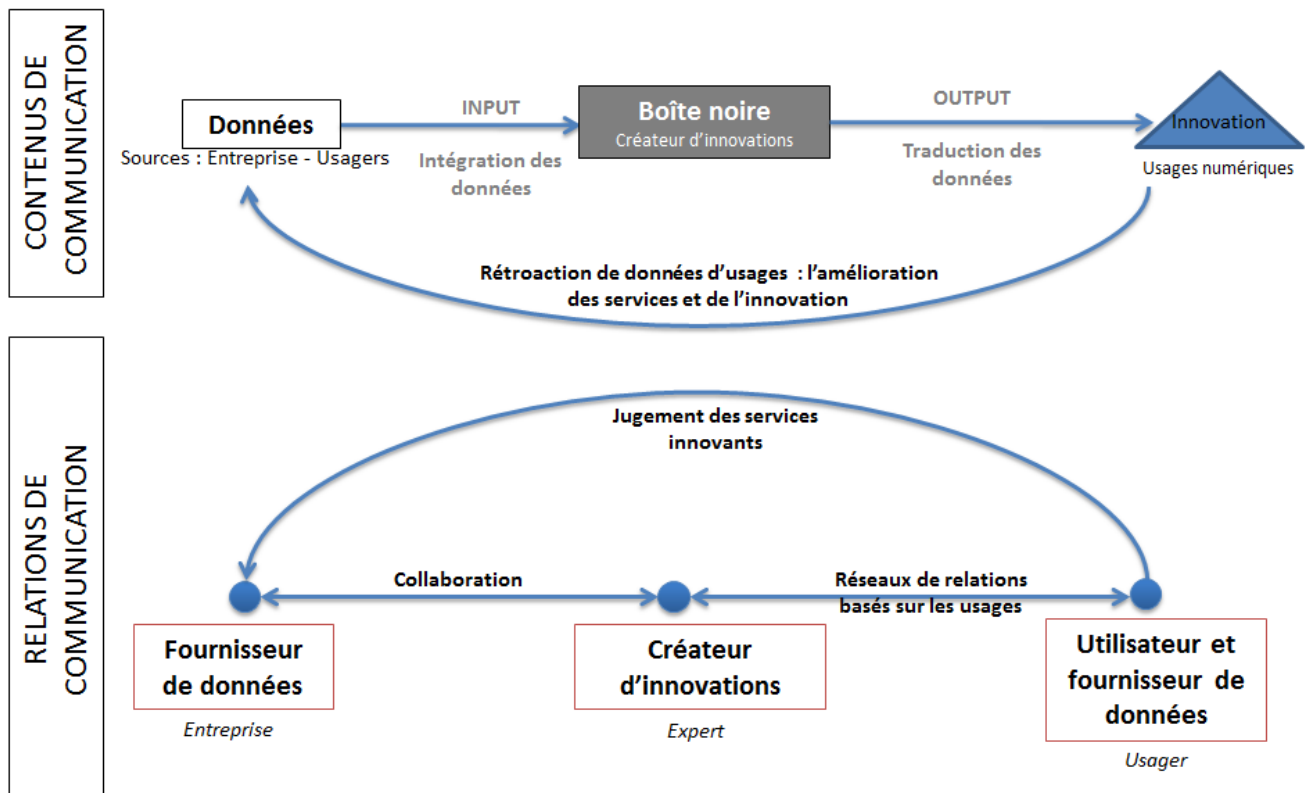 CONTENUS DE
COMMUNICATION
Données
Sources : Entreprise - Usagers
INPUT
Intégration des
données
Boîte noire
Créateur d'innovations
OUTPUT
Traduction des
données
Innovation
Usages numériques
Rétroaction de données d'usages : l'amélioration
des services et de l'innovation
RELATIONS DE
COMMUNICATION
Jugement des services
innovants
Collaboration
Réseaux de relations
basés sur les usages
Fournisseur
de données
Entreprise
Créateur
d'innovations
Expert
Utilisateur et
fournisseur de
données
Usager